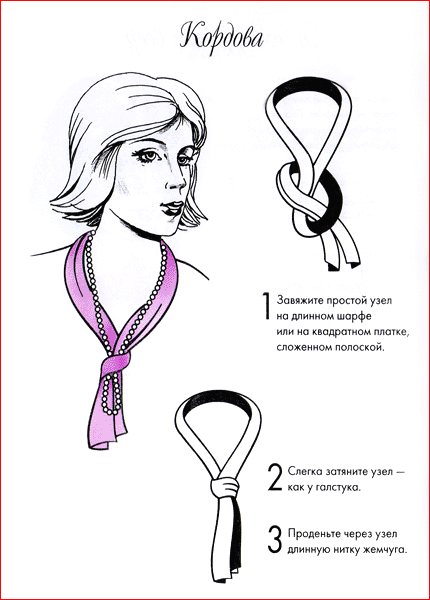 Кордова
1 Завяжите простой узел
на длинном шарфе
или на квадратном платке,
сложенном полоской.
2 Слегка затяните узел —
как у галстука.
3 Проденьте через узел
длинную нитку жемчуга.